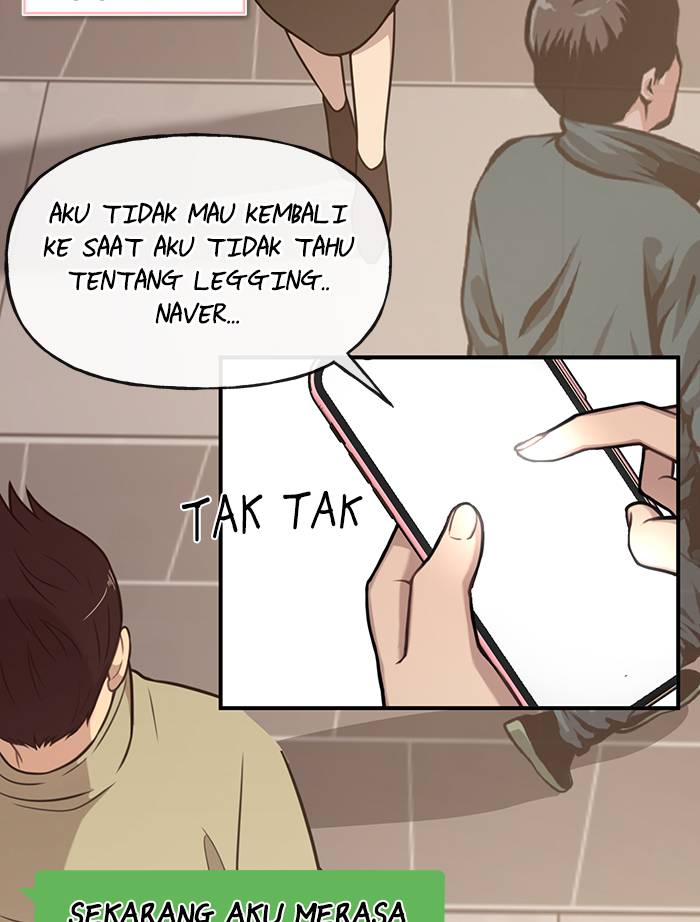 AKU TIDAK MAU KEMBALI
KE SAAT AKU TIDAK TAHU
TENTANG LEGGING..
NAVER...
TAK TAK
SEKARANG AKU MERASA